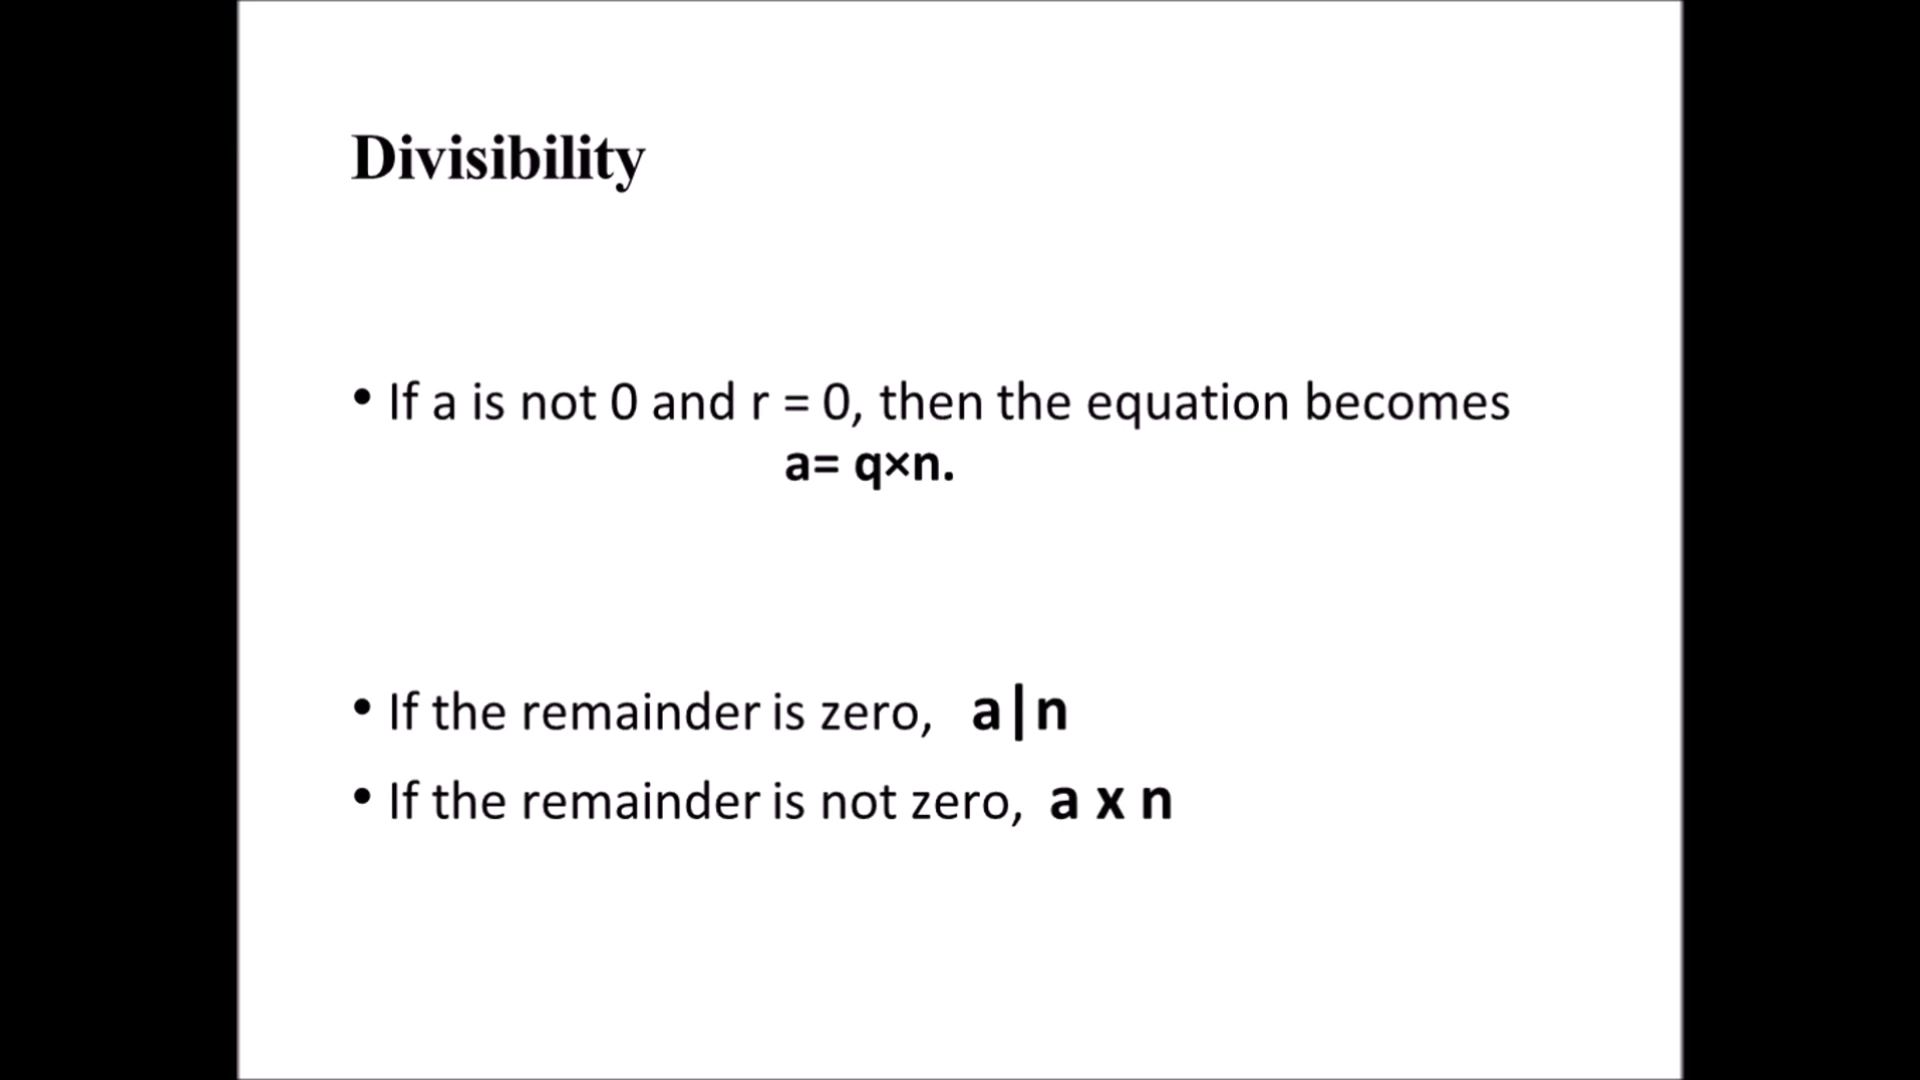 Divisibility
• If a is not 0 and r = 0, then the equation becomes
a= q×n.
• If the remainder is zero, a|n
• If the remainder is not zero, a x n